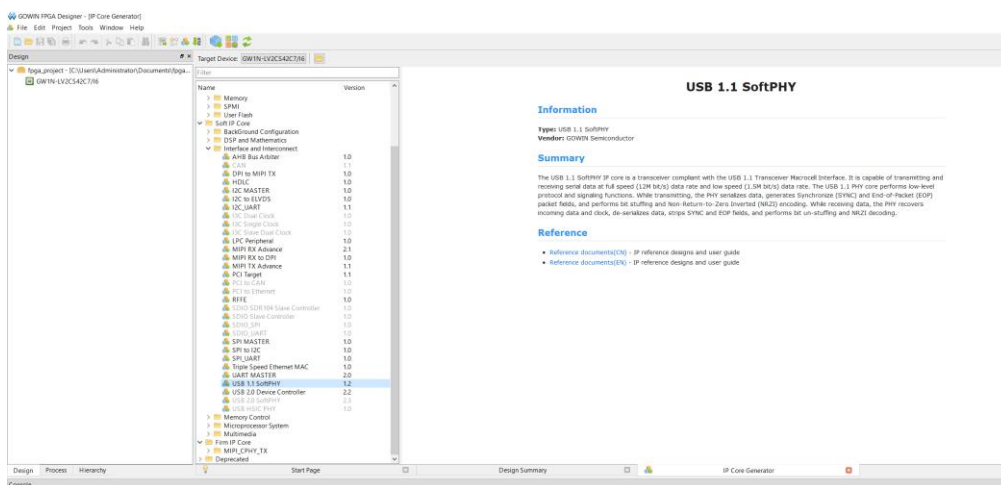 GOWIN FPGA Designer - [IP Core Generator]
File Edit Project Tools Window Help
Design
Target Device: GW1N-LV2CS42C7/I6
fpga_project - [C:\Users\Administrator\Documents\fpga...
GW1N-LV2CS42C7/I6
Filter
Name Version
Memory
SPMI
User Flash
Soft IP Core
BackGround Configuration
DSP and Mathematics
Interface and Interconnect
AHB Bus Arbiter 1.0
CAN 1.1
DPI to MIPI TX 1.0
HDLC 1.0
I2C MASTER 1.0
I2C to ELVDS 1.0
I2C_UART 1.1
I3C Dual Clock 1.0
I3C Single Clock 1.0
I3C Slave Dual Clock 1.0
LPC Peripheral 1.0
MIPI RX Advance 2.1
MIPI RX to DPI 1.0
MIPI TX Advance 1.1
PCI Target 1.1
PCI to CAN 1.0
PCI to Ethernet 1.0
RFFE 1.0
SDIO SDR104 Slave Controller 1.0
SDIO Slave Controller 1.0
SDIO_SPI 1.0
SDIO_UART 1.0
SPI MASTER 1.0
SPI to I2C 1.0
SPI_UART 1.0
Triple Speed Ethernet MAC 1.0
UART MASTER 2.0
USB 1.1 SoftPHY 1.2
USB 2.0 Device Controller 2.2
USB 2.0 SoftPHY 2.3
USB HSIC PHY 1.0
Memory Control
Microprocessor System
Multimedia
Firm IP Core
MIPI_CPHY_TX
Deprecated
USB 1.1 SoftPHY
Information
Type: USB 1.1 SoftPHY
Vendor: GOWIN Semiconductor
Summary
The USB 1.1 SoftPHY IP core is a transceiver compliant with the USB 1.1 Transceiver Macrocell Interface. It is capable of transmitting and
receiving serial data at full speed (12M bit/s) data rate and low speed (1.5M bit/s) data rate. The USB 1.1 PHY core performs low-level
protocol and signaling functions. While transmitting, the PHY serializes data, generates Synchronize (SYNC) and End-of-Packet (EOP)
packet fields, and performs bit stuffing and Non-Return-to-Zero Inverted (NRZI) encoding. While receiving data, the PHY recovers
incoming data and clock, de-serializes data, strips SYNC and EOP fields, and performs bit un-stuffing and NRZI decoding.
Reference
Reference documents(CN) - IP reference designs and user guide
Reference documents(EN) - IP reference designs and user guide
Design Process Hierarchy
Start Page Design Summary IP Core Generator
Console